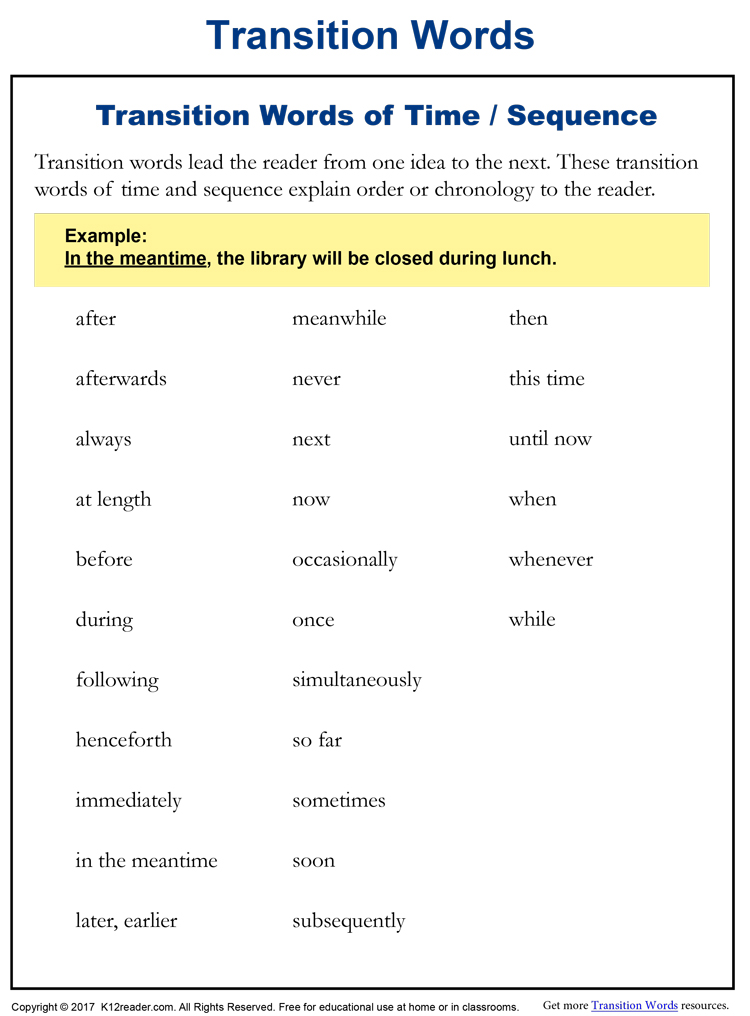 Transition Words
Transition Words of Time / Sequence
Transition words lead the reader from one idea to the next. These transition
words of time and sequence explain order or chronology to the reader.
Example:
In the meantime, the library will be closed during lunch.
after
afterwards
always
at length
before
during
following
henceforth
immediately
in the meantime
later, earlier
meanwhile
never
next
now
occasionally
once
simultaneously
so far
sometimes
soon
subsequently
then
this time
until now
when
whenever
while
Copyright © 2017 K12reader.com. All Rights Reserved. Free for educational use at home or in classrooms.
Get more Transition Words resources.